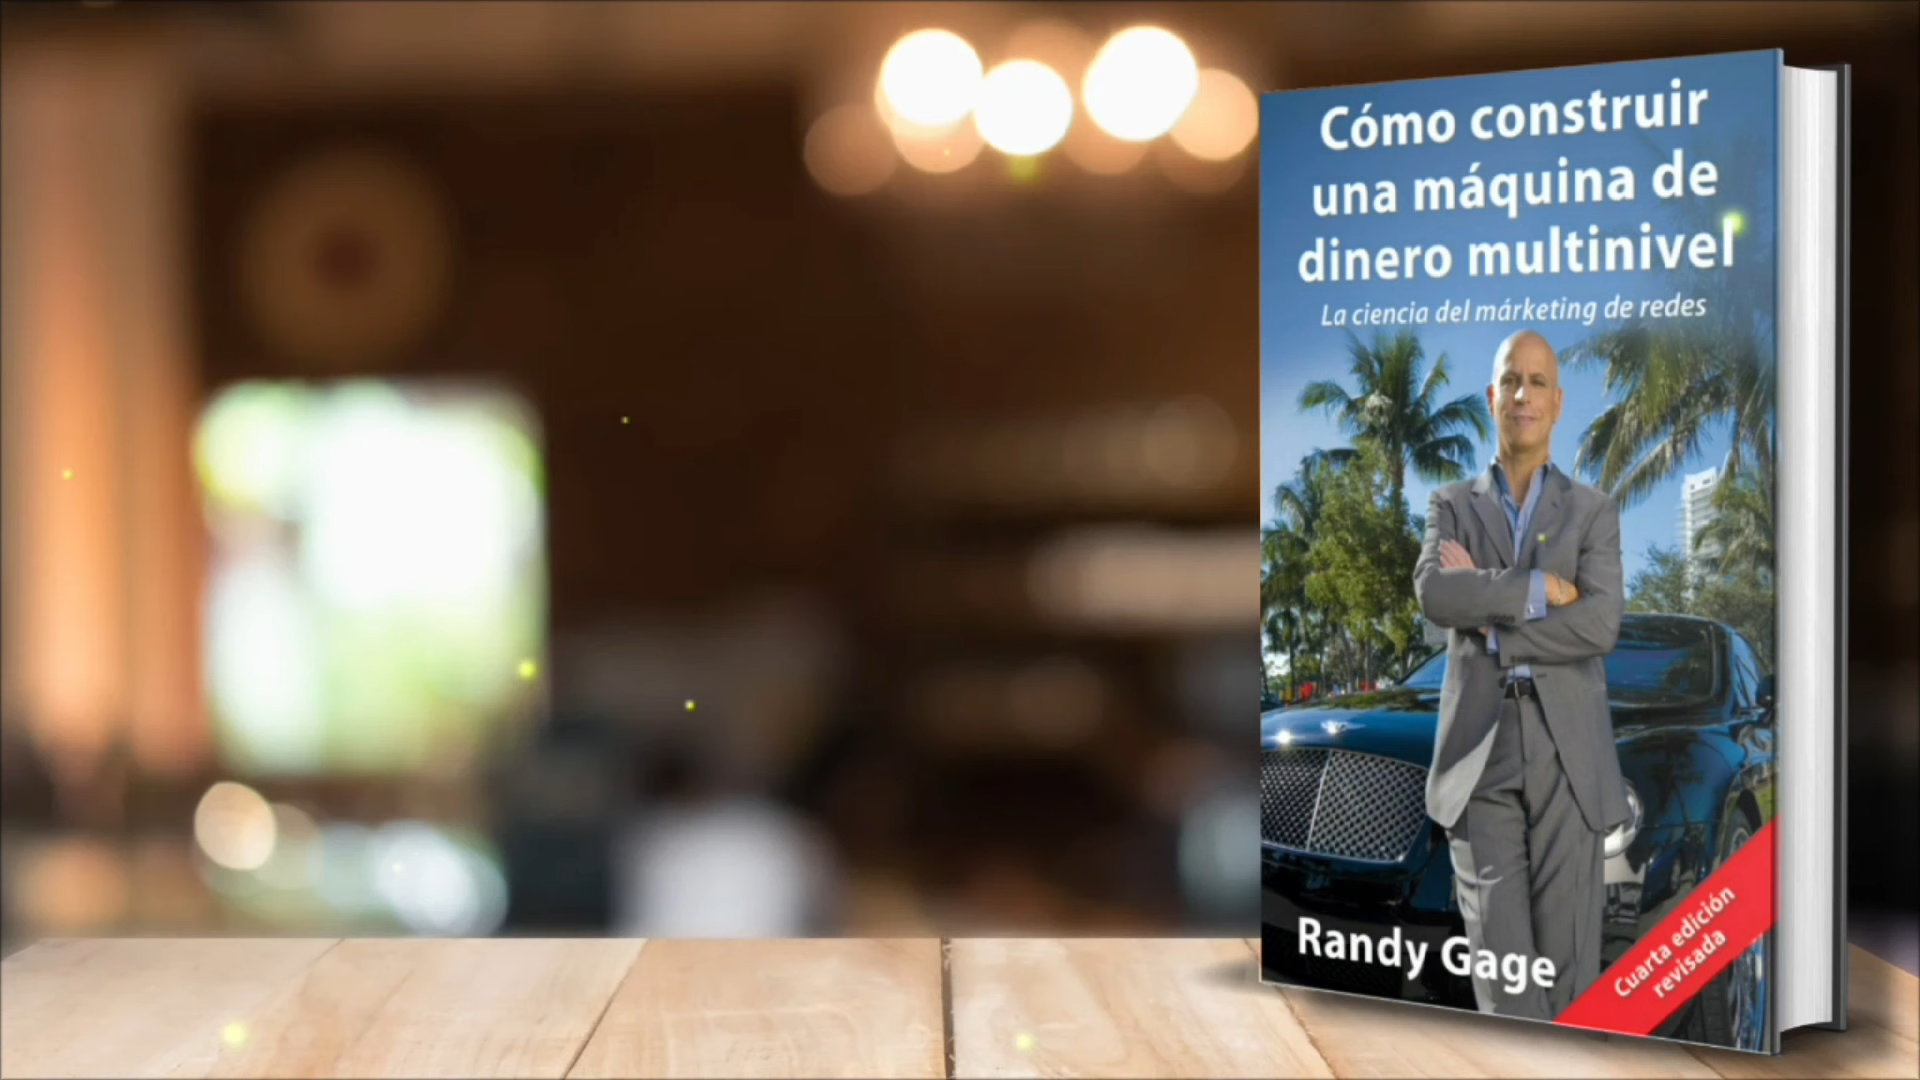 Cómo construir
una máquina de
dinero multinivel
La ciencia del márketing de redes
Randy Gage
Cuarta edición
revisada